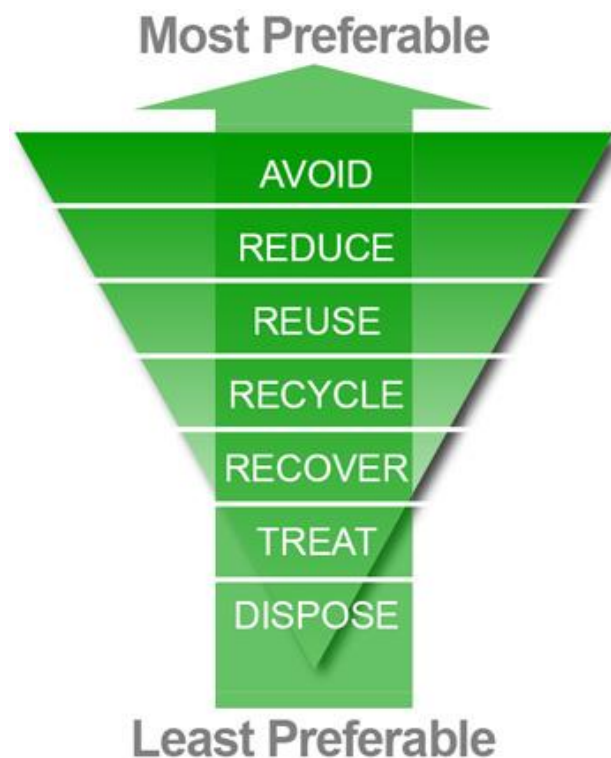 Most Preferable
AVOID
REDUCE
REUSE
RECYCLE
RECOVER
TREAT
DISPOSE
Least Preferable